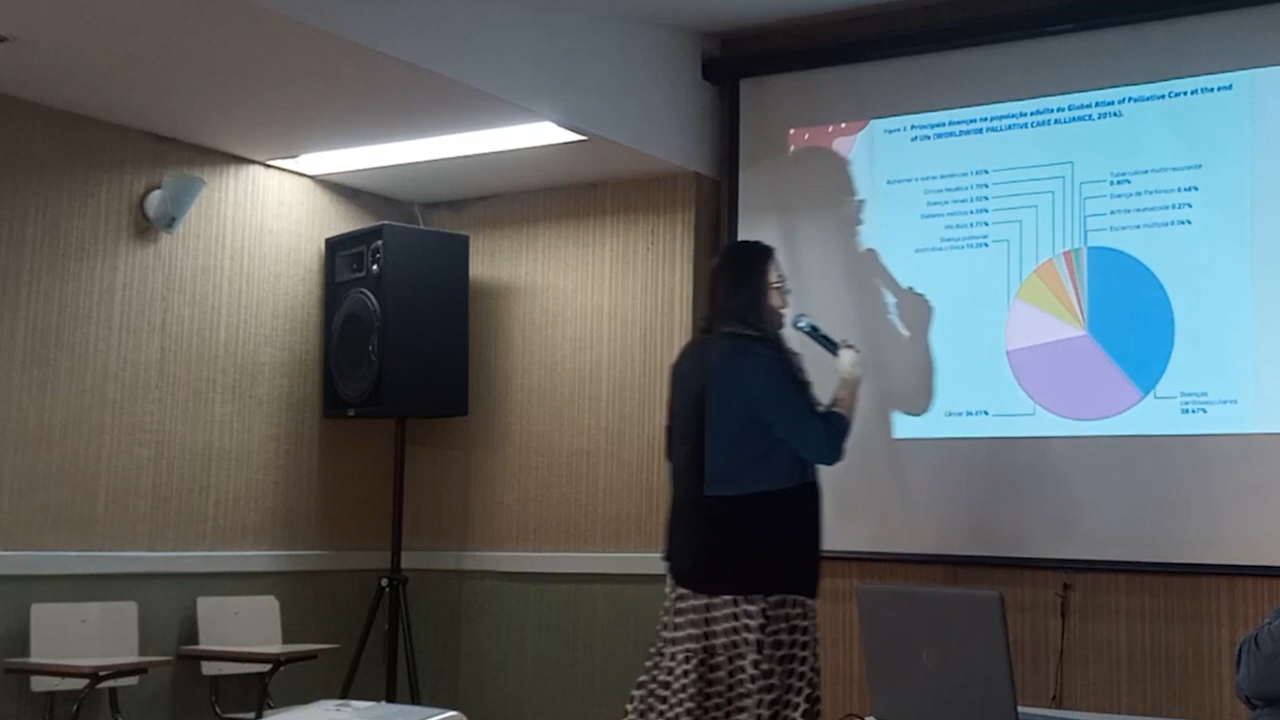 Figura 2. Principais doenças na população adulta do Global Atlas of Palliative Care at the end
of life (WORLDWIDE PALLIATIVE CARE ALLIANCE, 2014).
Alzheimer e outras demências 1.65%
Cirrose hepática 1.70%
Doenças renais 2.02%
Diabetes melitus 4.59%
HIV/Aids 5.71%
Doença pulmonar
obstrutiva crônica 10.26%
Câncer 34.01%
Tuberculose multirresistente
0.80%
Doença de Parkinson 0.48%
Artrite reumatoide 0.27%
Esclerose múltipla 0.04%
Doenças
cardiovasculares
38.47%